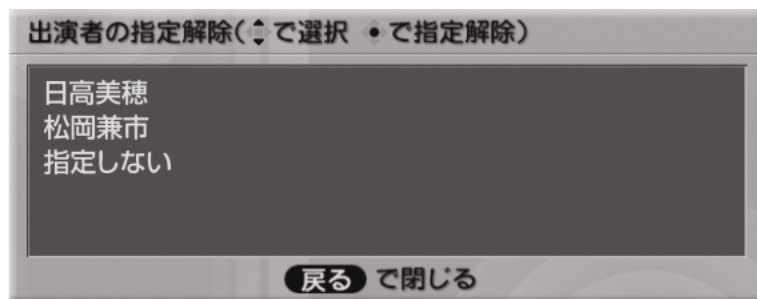 出演者の指定解除( で選択 で指定解除)
日高美穂
松岡兼市
指定しない
戻る で閉じる